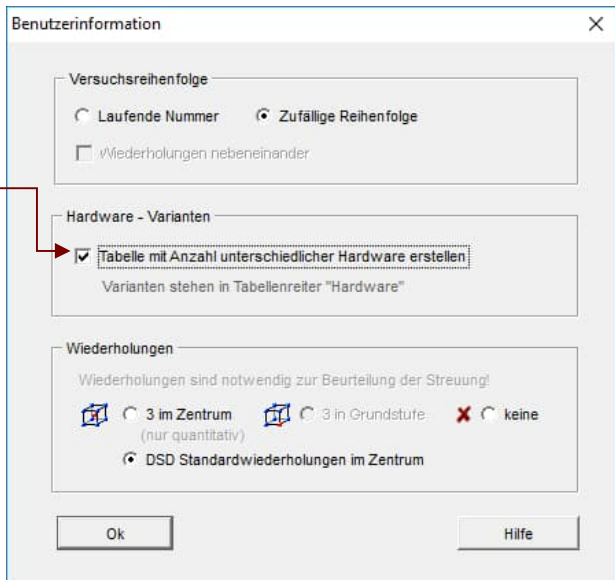 Benutzerinformation
Versuchsreihenfolge
Laufende Nummer Zufällige Reihenfolge
Wiederholungen nebeneinander
Hardware - Varianten
Tabelle mit Anzahl unterschiedlicher Hardware erstellen
Varianten stehen in Tabellenreiter "Hardware"
Wiederholungen
Wiederholungen sind notwendig zur Beurteilung der Streuung!
3 im Zentrum 3 in Grundstufe keine
(nur quantitativ)
DSD Standardwiederholungen im Zentrum
Ok Hilfe